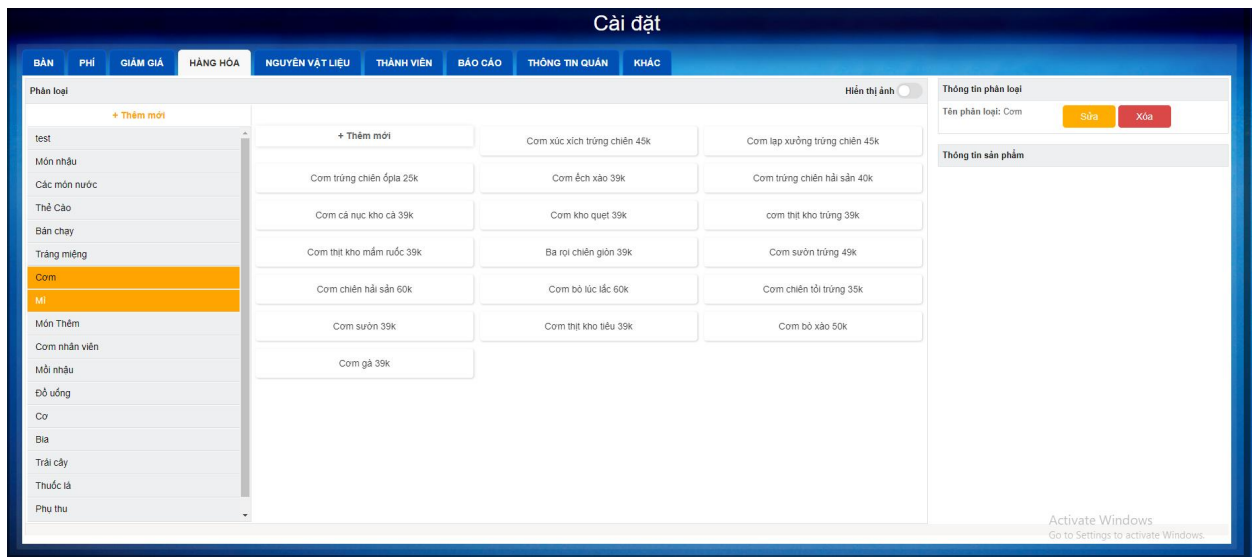 Cài đặt
BÀN PHÍ GIẢM GIÁ HÀNG HÓA NGUYÊN VẬT LIỆU THÀNH VIÊN BÁO CÁO THÔNG TIN QUÁN KHÁC
Phân loại
Hiển thị ảnh
+ Thêm mới
test
Món nhậu
Các món nước
Thẻ Cào
Bán chạy
Tráng miệng
Cơm
Mì
Món Thêm
Cơm nhân viên
Mồi nhậu
Đồ uống
Cơ
Bia
Trái cây
Thuốc lá
Phụ thu
+ Thêm mới Cơm xúc xích trứng chiên 45k Cơm lạp xưởng trứng chiên 45k
Cơm trứng chiên ốpla 25k Cơm ếch xào 39k Cơm trứng chiên hải sản 40k
Cơm cá nục kho cà 39k Cơm kho quẹt 39k cơm thịt kho trứng 39k
Cơm thịt kho mắm ruốc 39k Ba rọi chiên giòn 39k Cơm sườn trứng 49k
Cơm chiên hải sản 60k Cơm bò lúc lắc 60k Cơm chiên tỏi trứng 35k
Cơm sườn 39k Cơm thịt kho tiêu 39k Cơm bò xào 50k
Cơm gà 39k
Thông tin phân loại
Tên phân loại: Cơm Sửa Xóa
Thông tin sản phẩm
Activate Windows
Go to Settings to activate Windows.